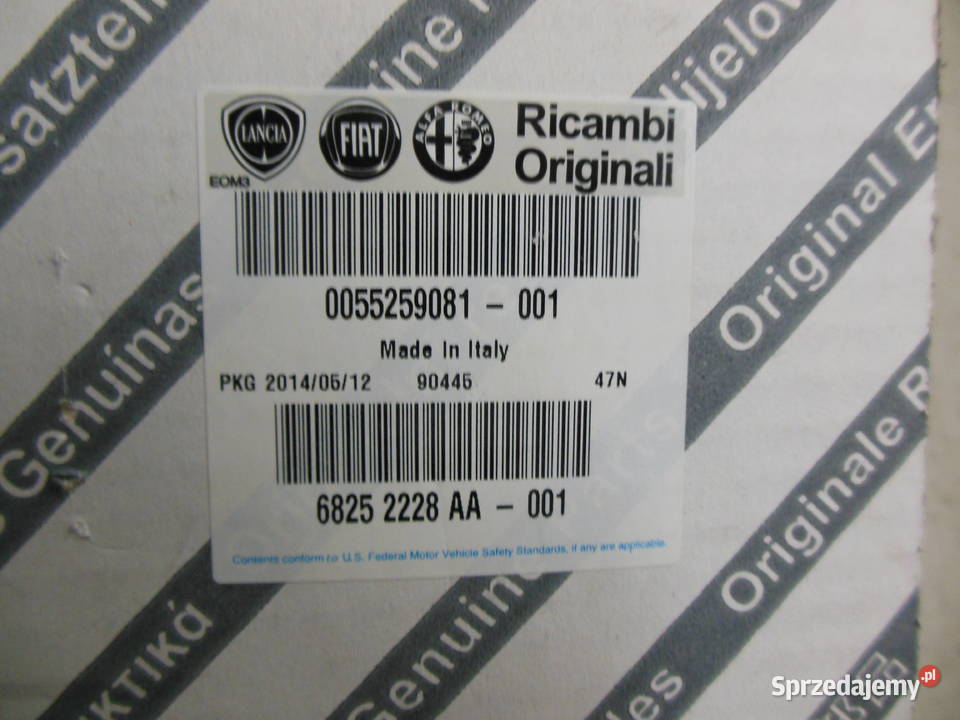 LANCIA
FIAT
ALFA ROMEO
Ricambi
Originali
EOM3
0055259081 - 001
Made In Italy
PKG 2014/05/12 90445 47N
6825 2228 AA - 001
Contents conform to U.S. Federal Motor Vehicle Safety Standards, if any are applicable.
Genuinas
Genuine
Original
Originale
Sprzedajemy.pl